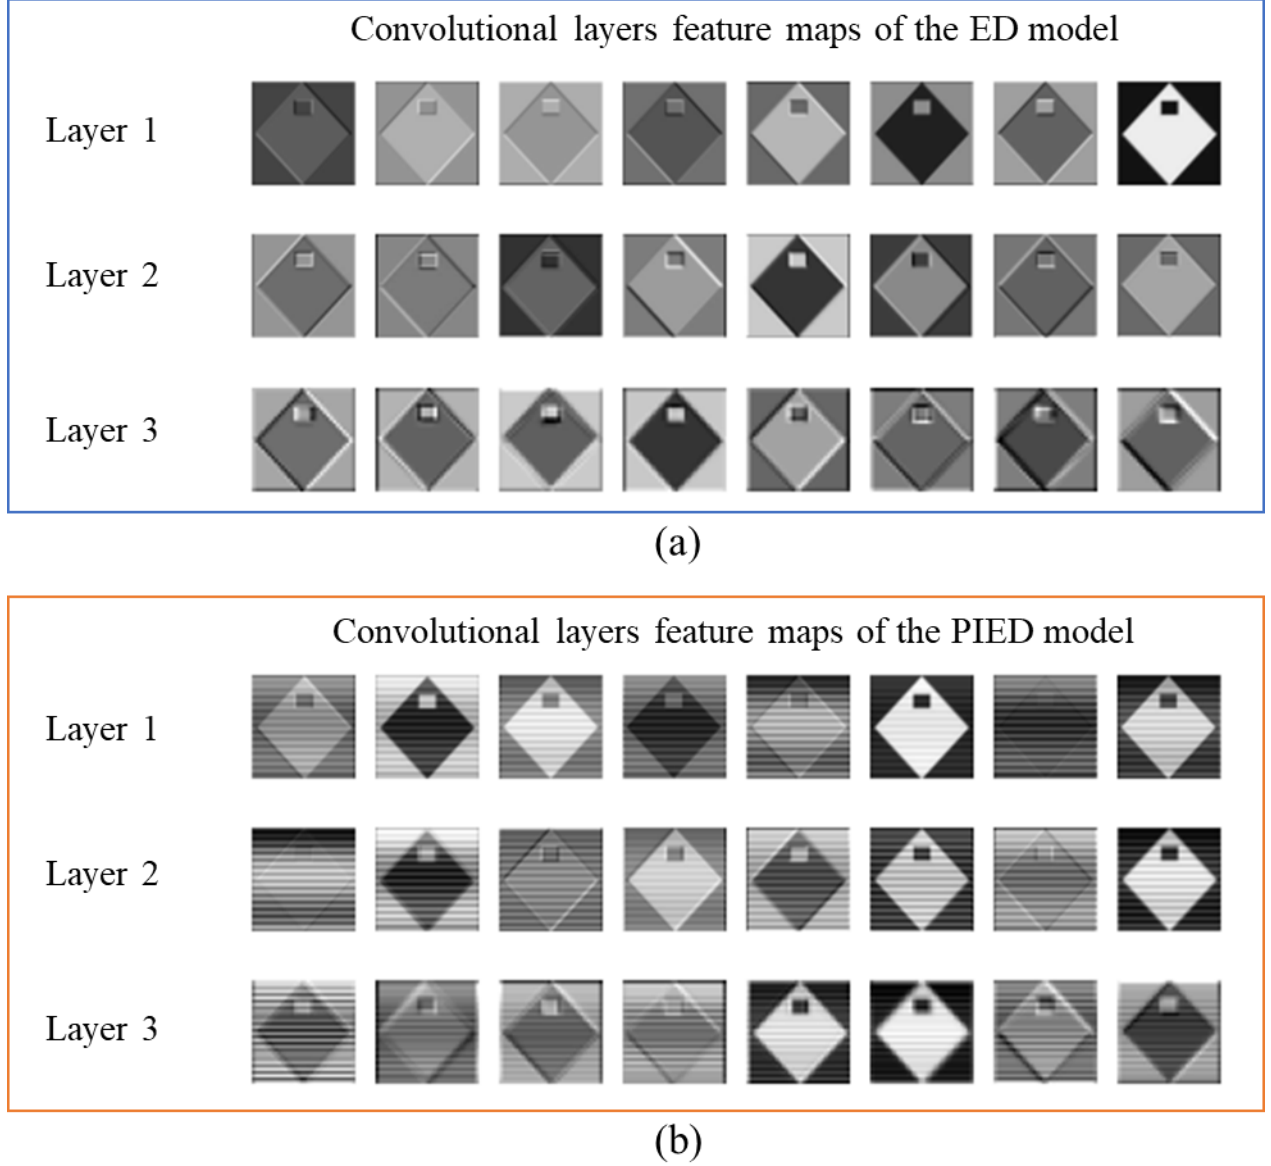 Convolutional layers feature maps of the ED model
Layer 1
Layer 2
Layer 3
(a)
Convolutional layers feature maps of the PIED model
Layer 1
Layer 2
Layer 3
(b)